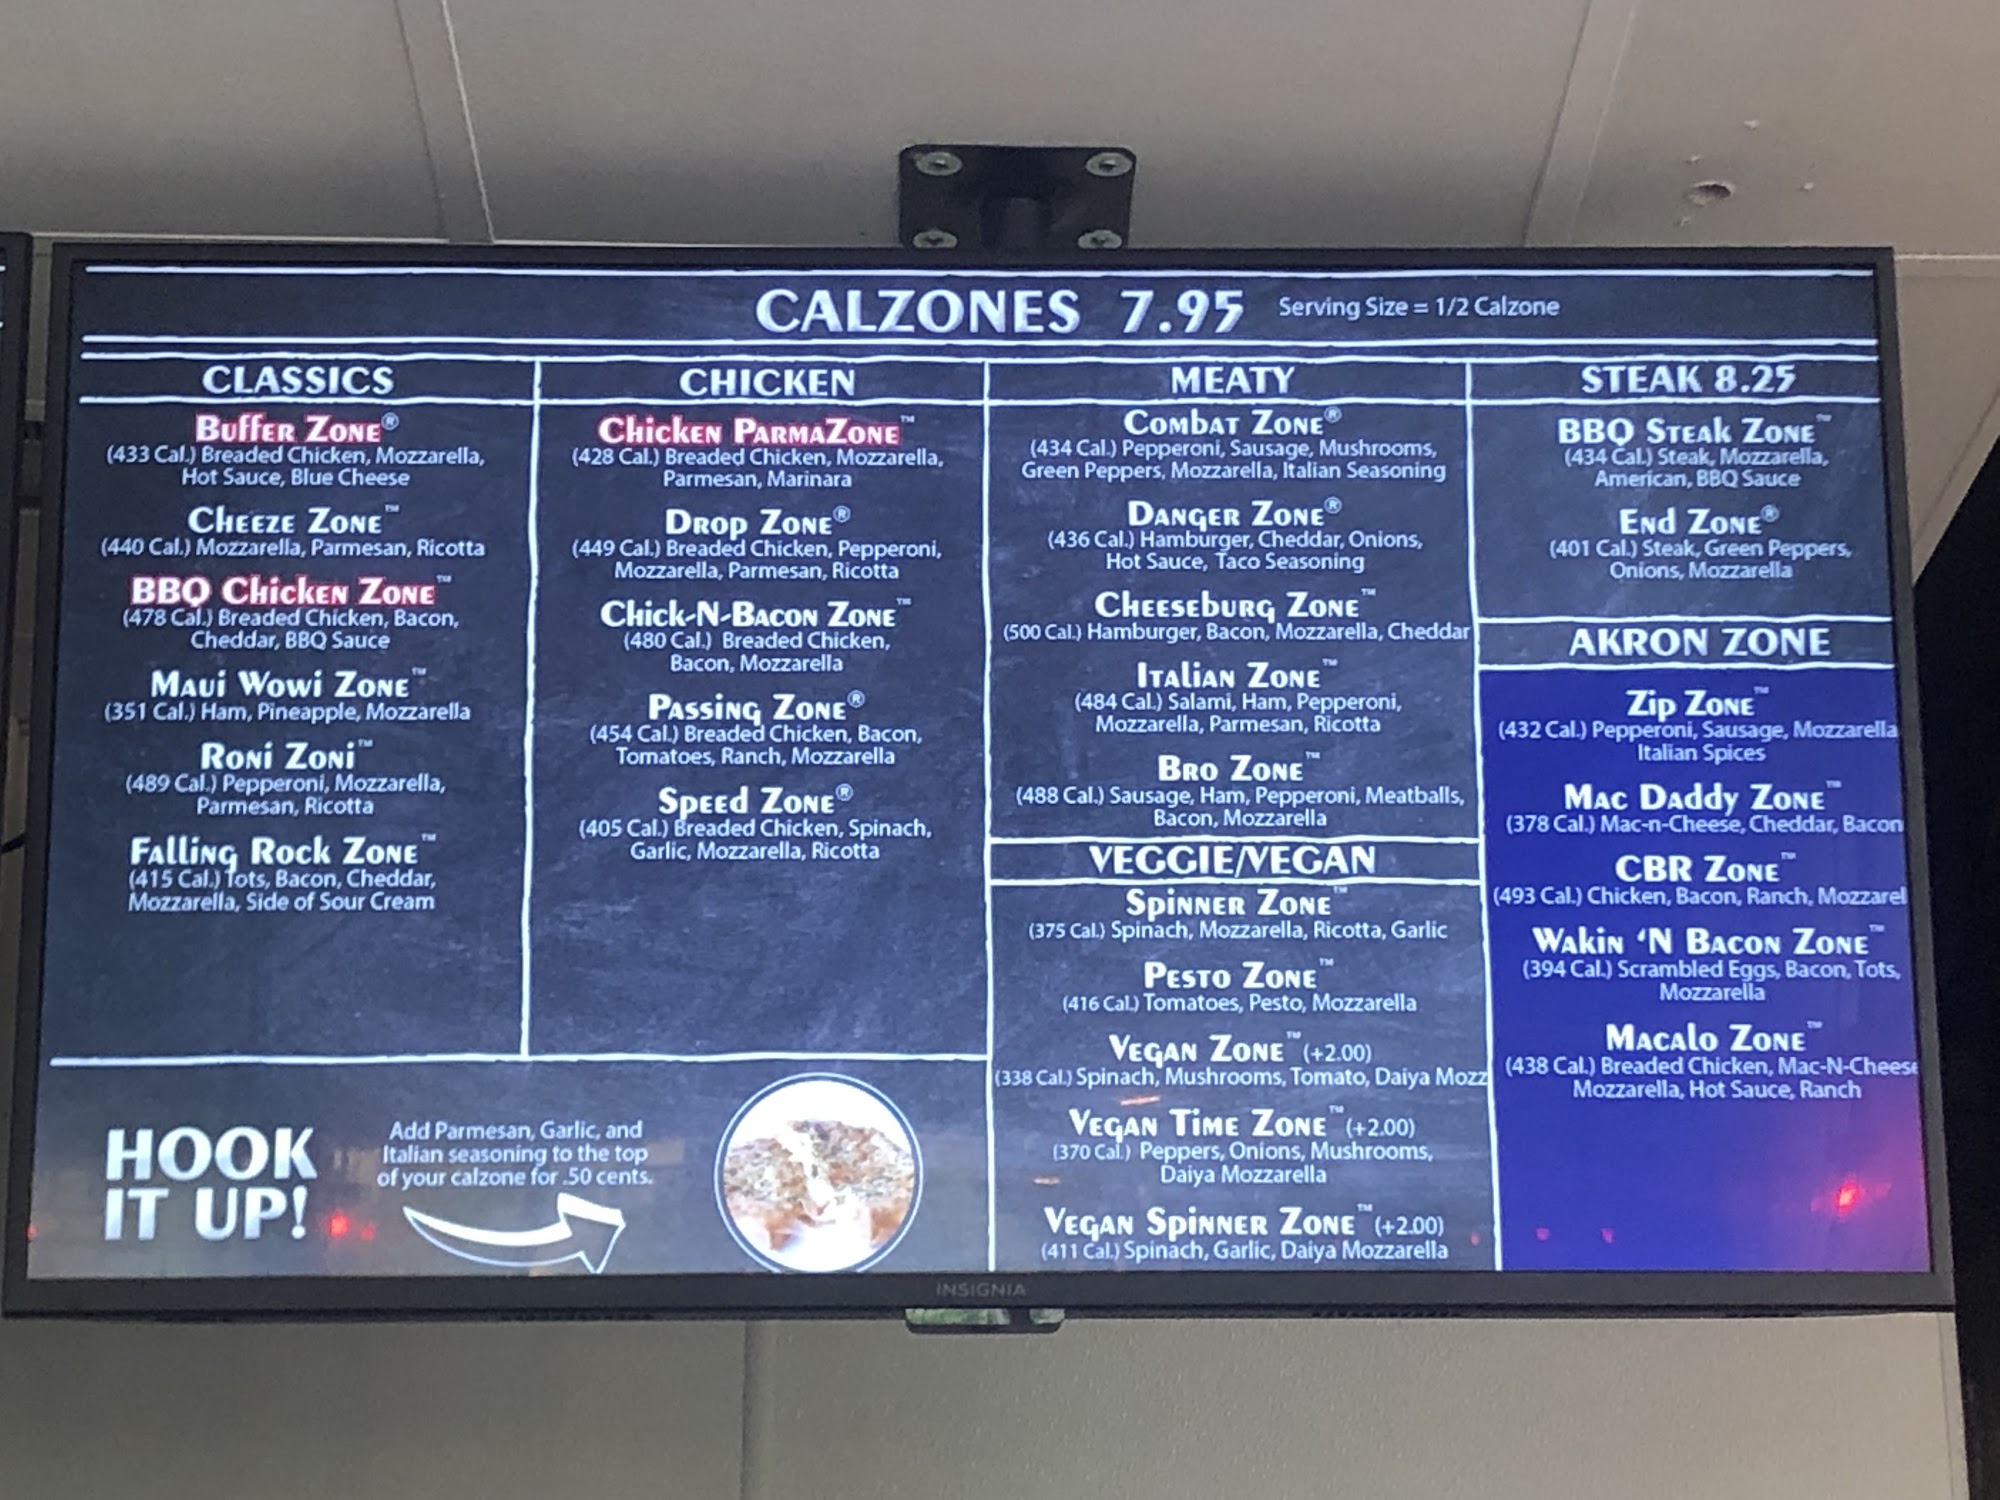 CALZONES 7.95 Serving Size = 1/2 Calzone
CLASSICS
Buffer Zone®
(433 Cal.) Breaded Chicken, Mozzarella,
Hot Sauce, Blue Cheese
Cheeze Zone™
(440 Cal.) Mozzarella, Parmesan, Ricotta
BBQ Chicken Zone™
(478 Cal.) Breaded Chicken, Bacon,
Cheddar, BBQ Sauce
Maui Wowi Zone™
(351 Cal.) Ham, Pineapple, Mozzarella
Roni Zoni™
(489 Cal.) Pepperoni, Mozzarella,
Parmesan, Ricotta
Falling Rock Zone™
(415 Cal.) Tots, Bacon, Cheddar,
Mozzarella, Side of Sour Cream
CHICKEN
Chicken ParmaZone™
(428 Cal.) Breaded Chicken, Mozzarella,
Parmesan, Marinara
Drop Zone®
(449 Cal.) Breaded Chicken, Pepperoni,
Mozzarella, Parmesan, Ricotta
Chick-N-Bacon Zone™
(480 Cal.) Breaded Chicken,
Bacon, Mozzarella
Passing Zone®
(454 Cal.) Breaded Chicken, Bacon,
Tomatoes, Ranch, Mozzarella
Speed Zone®
(405 Cal.) Breaded Chicken, Spinach,
Garlic, Mozzarella, Ricotta
MEATY
Combat Zone®
(434 Cal.) Pepperoni, Sausage, Mushrooms,
Green Peppers, Mozzarella, Italian Seasoning
Danger Zone®
(436 Cal.) Hamburger, Cheddar, Onions,
Hot Sauce, Taco Seasoning
Cheeseburg Zone™
(500 Cal.) Hamburger, Bacon, Mozzarella, Cheddar
Italian Zone™
(484 Cal.) Salami, Ham, Pepperoni,
Mozzarella, Parmesan, Ricotta
Bro Zone™
(488 Cal.) Sausage, Ham, Pepperoni, Meatballs,
Bacon, Mozzarella
VEGGIE/VEGAN
Spinner Zone™
(375 Cal.) Spinach, Mozzarella, Ricotta, Garlic
Pesto Zone™
(416 Cal.) Tomatoes, Pesto, Mozzarella
Vegan Zone™ (+2.00)
(338 Cal.) Spinach, Mushrooms, Tomato, Daiya Mozz
Vegan Time Zone™ (+2.00)
(370 Cal.) Peppers, Onions, Mushrooms,
Daiya Mozzarella
Vegan Spinner Zone™ (+2.00)
(411 Cal.) Spinach, Garlic, Daiya Mozzarella
STEAK 8.25
BBQ Steak Zone™
(434 Cal.) Steak, Mozzarella,
American, BBQ Sauce
End Zone®
(401 Cal.) Steak, Green Peppers,
Onions, Mozzarella
AKRON ZONE
Zip Zone™
(432 Cal.) Pepperoni, Sausage, Mozzarella
Italian Spices
Mac Daddy Zone™
(378 Cal.) Mac-n-Cheese, Cheddar, Bacon
CBR Zone™
(493 Cal.) Chicken, Bacon, Ranch, Mozzarel
Wakin 'N Bacon Zone™
(394 Cal.) Scrambled Eggs, Bacon, Tots,
Mozzarella
Macalo Zone™
(438 Cal.) Breaded Chicken, Mac-N-Cheese
Mozzarella, Hot Sauce, Ranch
HOOK
IT UP!
Add Parmesan, Garlic, and
Italian seasoning to the top
of your calzone for .50 cents.
INSIGNIA